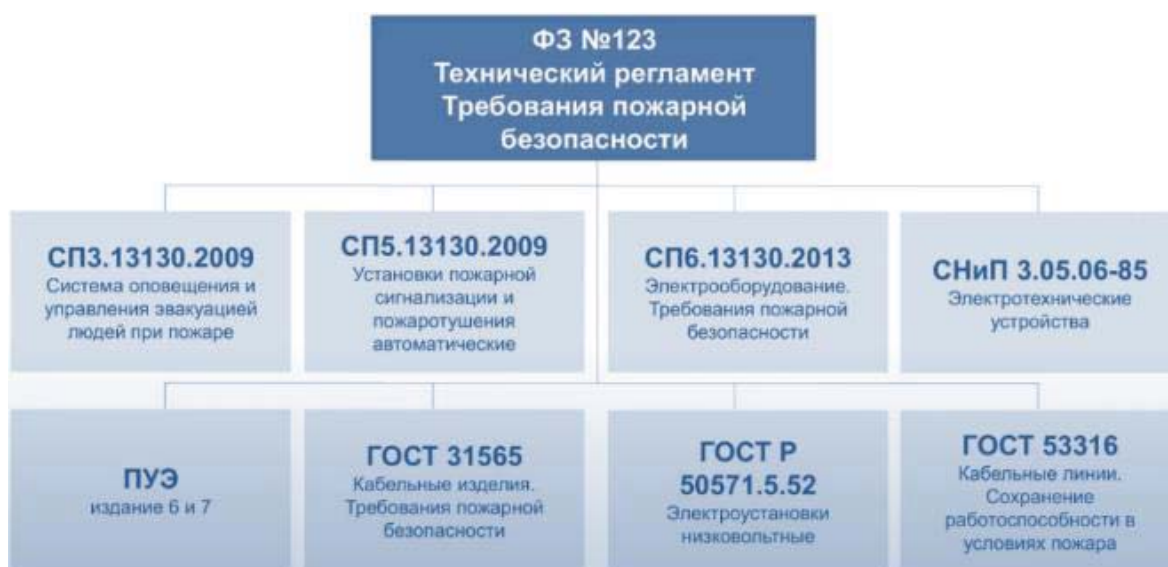 ФЗ №123
Технический регламент
Требования пожарной
безопасности
СП3.13130.2009
Система оповещения и
управления эвакуацией
людей при пожаре
СП5.13130.2009
Установки пожарной
сигнализации и
пожаротушения
автоматические
СП6.13130.2013
Электрооборудование.
Требования пожарной
безопасности
СНиП 3.05.06-85
Электротехнические
устройства
ПУЭ
издание 6 и 7
ГОСТ 31565
Кабельные изделия.
Требования пожарной
безопасности
ГОСТ Р
50571.5.52
Электроустановки
низковольтные
ГОСТ 53316
Кабельные линии.
Сохранение
работоспособности в
условиях пожара